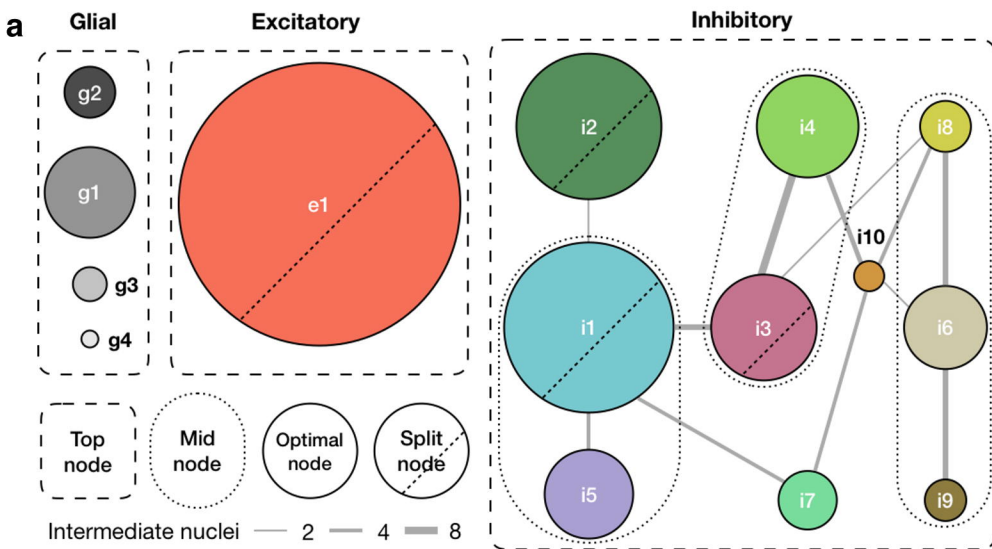 a
Glial
Excitatory
Inhibitory
g2
g1
g3
g4
e1
i2
i4
i8
i10
i1
i3
i6
i5
i7
i9
Top
node
Mid
node
Optimal
node
Split
node
Intermediate nuclei 2 4 8